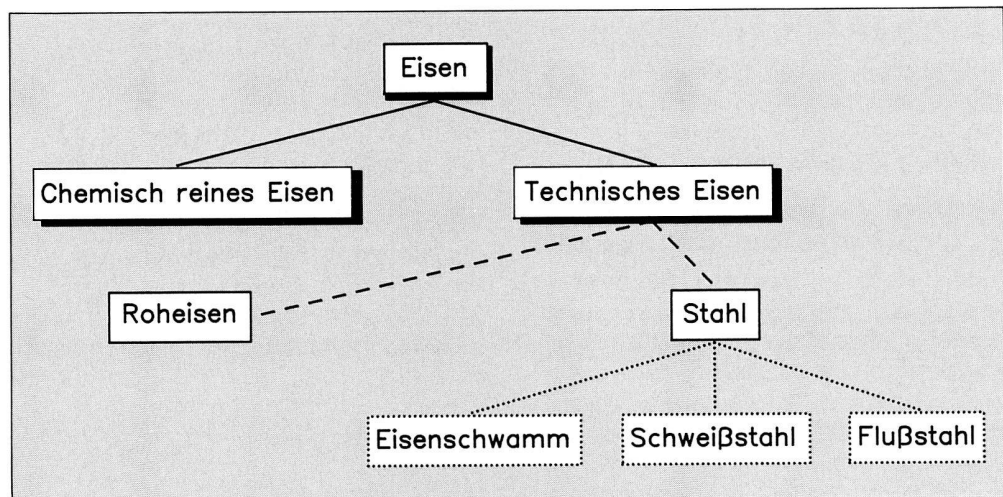 Eisen
Chemisch reines Eisen
Technisches Eisen
Roheisen
Stahl
Eisenschwamm
Schweißstahl
Flußstahl